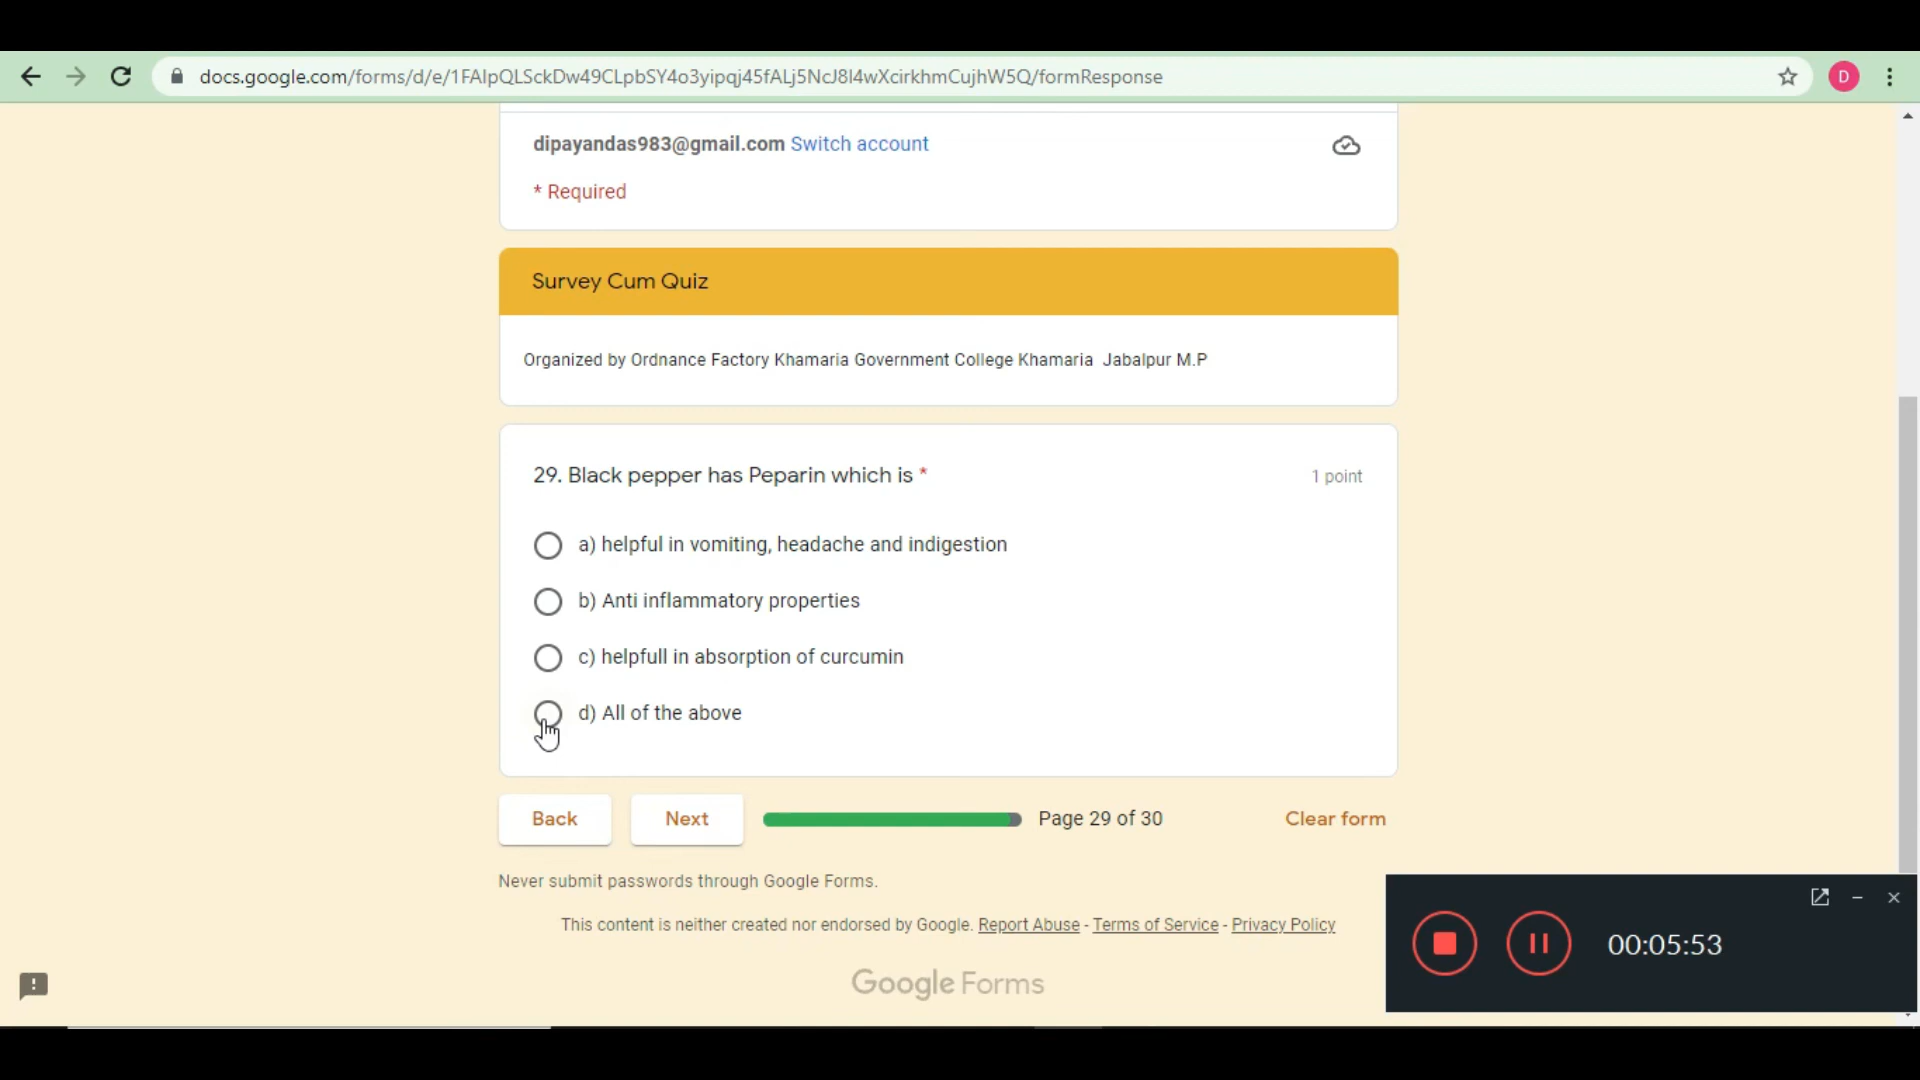 docs.google.com/forms/d/e/1FAIpQLSckDw49CLpbSY4o3yipqj45fALj5NcJ8I4wXcirkhmCujhW5Q/formResponse
D
dipayandas983@gmail.com Switch account
* Required
Survey Cum Quiz
Organized by Ordnance Factory Khamaria Government College Khamaria Jabalpur M.P
29. Black pepper has Peparin which is *
1 point
a) helpful in vomiting, headache and indigestion
b) Anti inflammatory properties
c) helpfull in absorption of curcumin
d) All of the above
Back
Next
Page 29 of 30
Clear form
Never submit passwords through Google Forms.
This content is neither created nor endorsed by Google. Report Abuse - Terms of Service - Privacy Policy
Google Forms
00:05:53